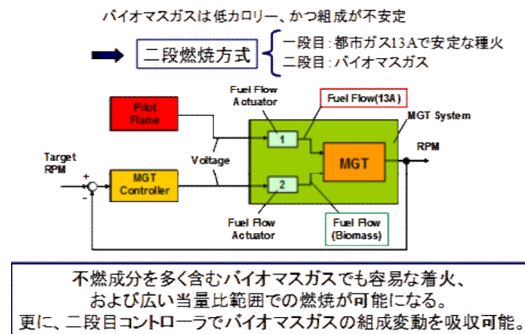 バイオマスガスは低カロリー、かつ組成が不安定
二段燃焼方式
一段目：都市ガス13Aで安定な種火
二段目：バイオマスガス
Fuel Flow
Actuator
Fuel Flow(13A)
MGT System
Pilot
Flame
1
Target
RPM
+
-
MGT
Controller
Voltage
MGT
RPM
2
Fuel Flow
Actuator
Fuel Flow
(Biomass)
不燃成分を多く含むバイオマスガスでも容易な着火、
および広い当量比範囲での燃焼が可能になる。
更に、二段目コントローラでバイオマスガスの組成変動を吸収可能。